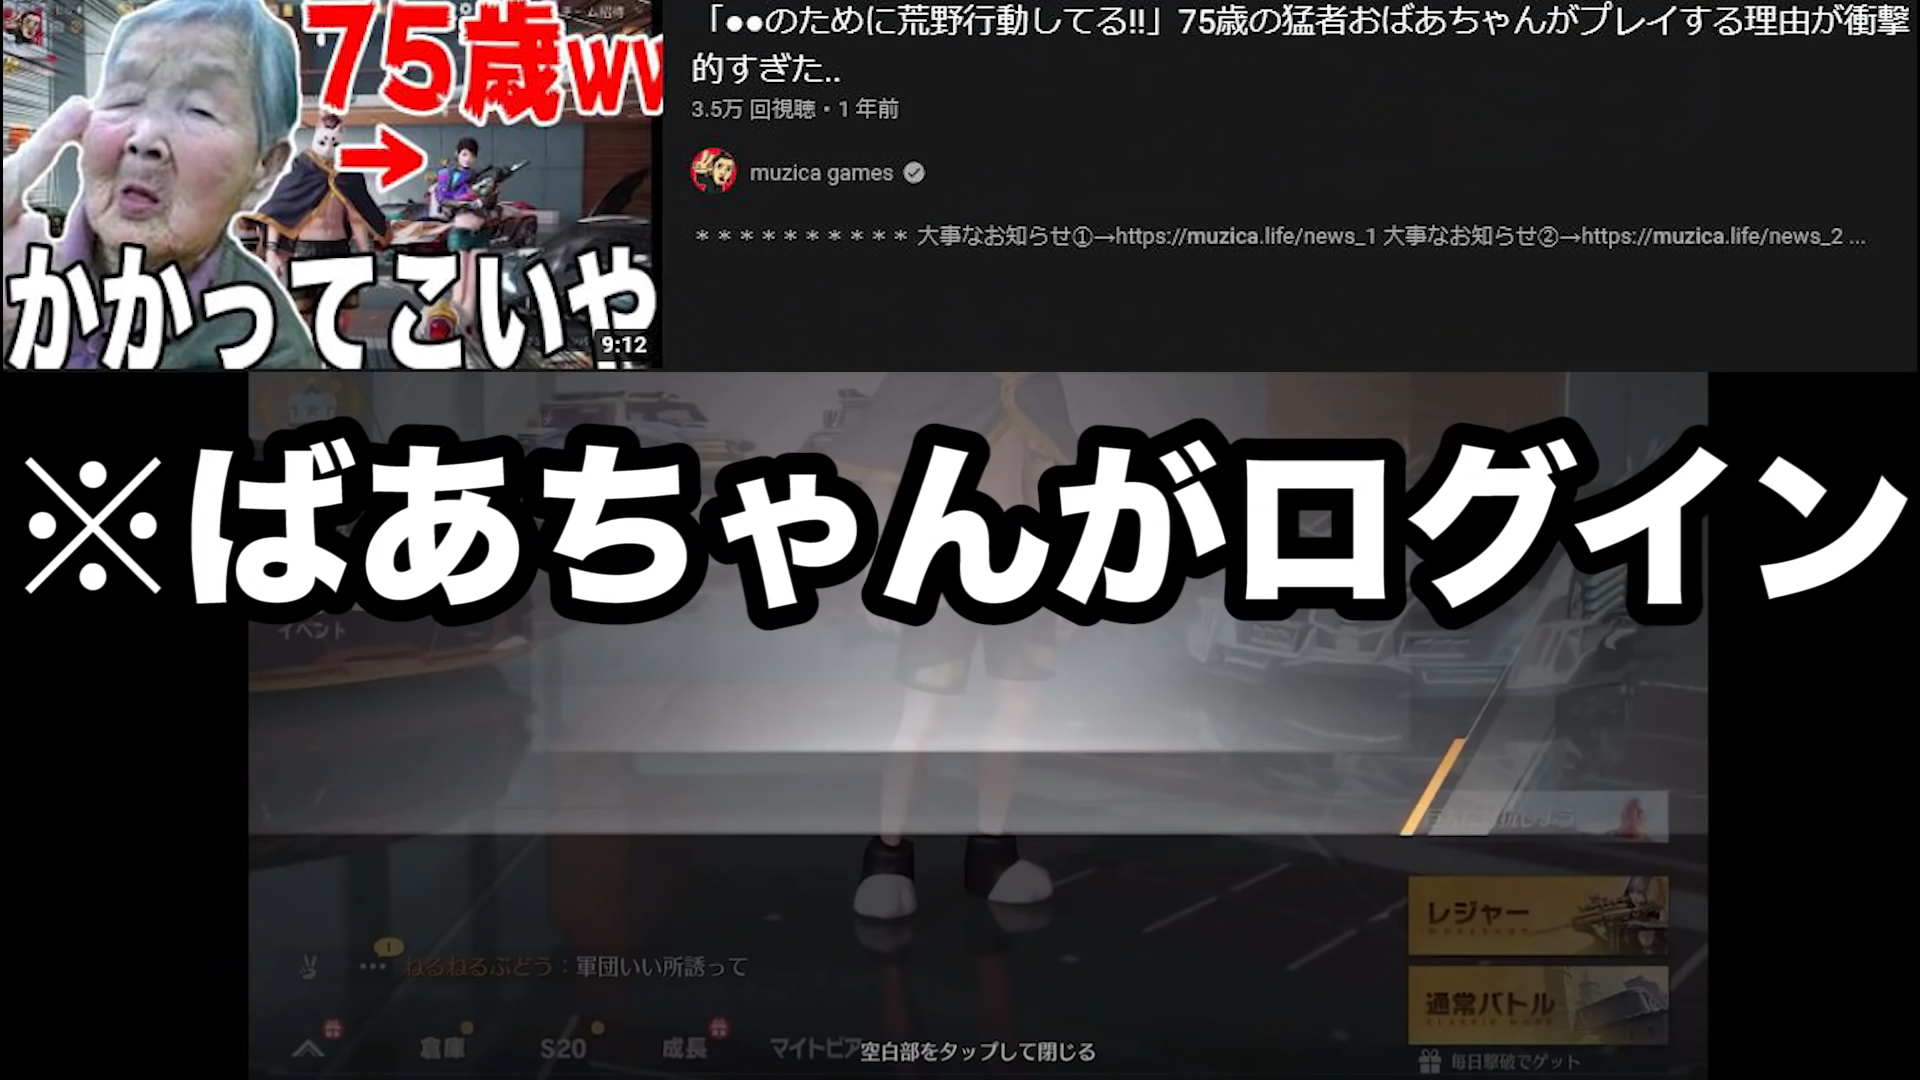 75歳ww
かかってこいや
9:12
「●●のために荒野行動してる!!」75歳の猛者おばあちゃんがプレイする理由が衝撃
的すぎた..
3.5万 回視聴・1 年前
muzica games
＊＊＊＊＊＊＊＊＊＊ 大事なお知らせ①→https://muzica.life/news_1 大事なお知らせ②→https://muzica.life/news_2 ...
※ばあちゃんがログイン
イベント
レジャー
1
ねるねるぶどう：軍団いい所誘って
通常バトル
CLASSIC MODE
倉庫
S20
成長
マイトピア
空白部をタップして閉じる
毎日撃破でゲット